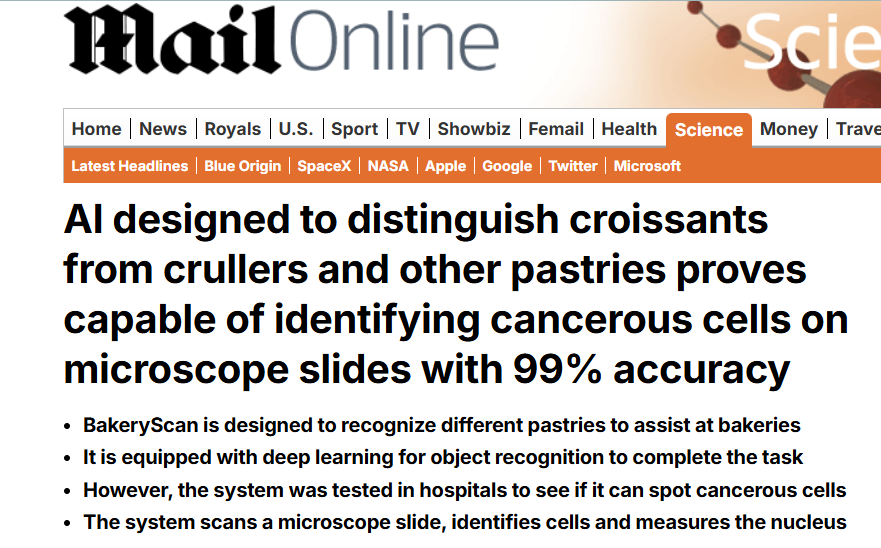 Mail Online
Scie
Home News Royals U.S. Sport TV Showbiz Femail Health Science Money Trave
Latest Headlines Blue Origin SpaceX NASA Apple Google Twitter Microsoft
AI designed to distinguish croissants
from crullers and other pastries proves
capable of identifying cancerous cells on
microscope slides with 99% accuracy
• BakeryScan is designed to recognize different pastries to assist at bakeries
• It is equipped with deep learning for object recognition to complete the task
• However, the system was tested in hospitals to see if it can spot cancerous cells
• The system scans a microscope slide, identifies cells and measures the nucleus